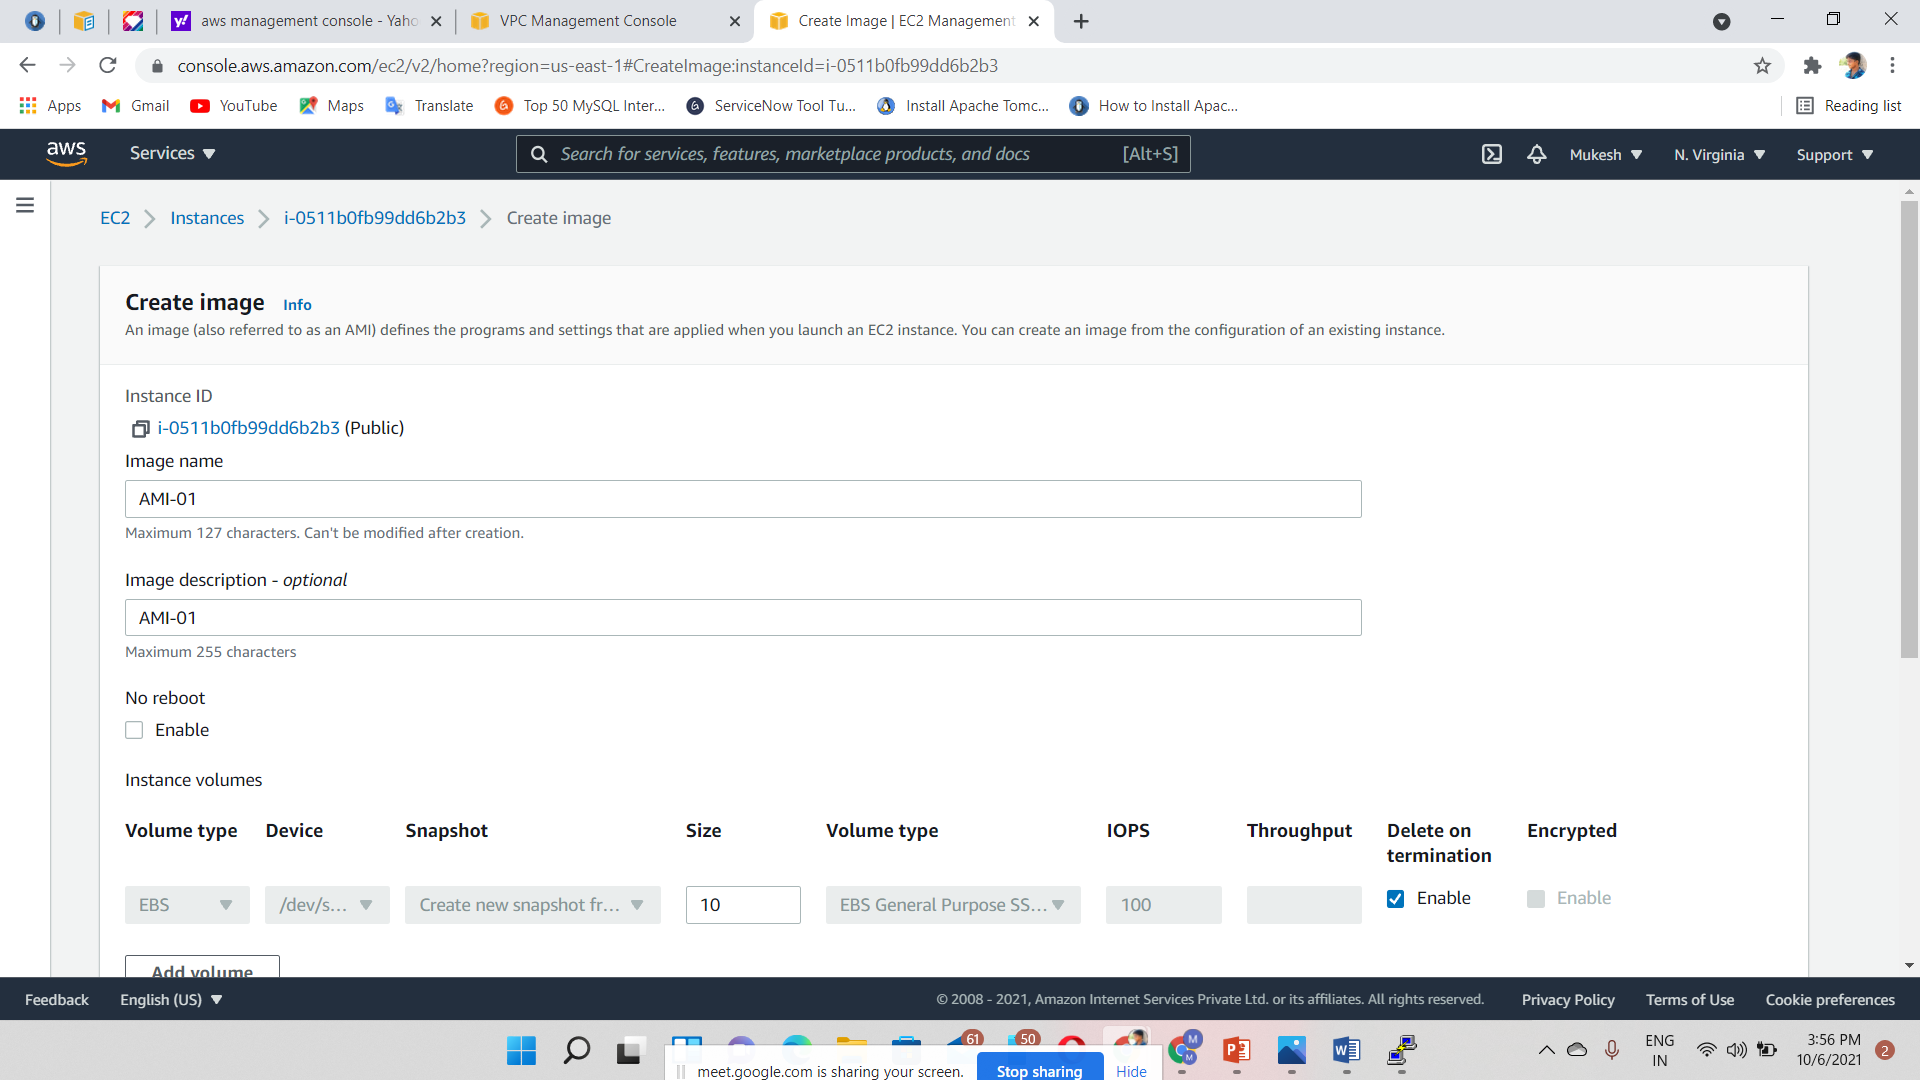 aws management console - Yaho
VPC Management Console
Create Image | EC2 Management
console.aws.amazon.com/ec2/v2/home?region=us-east-1#CreateImage:instanceId=i-0511b0fb99dd6b2b3
Apps
Gmail
YouTube
Maps
Translate
Top 50 MySQL Inter...
ServiceNow Tool Tu...
Install Apache Tomc...
How to Install Apac...
Reading list
aws
Services
Search for services, features, marketplace products, and docs
[Alt+S]
Mukesh
N. Virginia
Support
EC2
Instances
i-0511b0fb99dd6b2b3
Create image
Create image Info
An image (also referred to as an AMI) defines the programs and settings that are applied when you launch an EC2 instance. You can create an image from the configuration of an existing instance.
Instance ID
i-0511b0fb99dd6b2b3 (Public)
Image name
AMI-01
Maximum 127 characters. Can't be modified after creation.
Image description - optional
AMI-01
Maximum 255 characters
No reboot
Enable
Instance volumes
Volume type
Device
Snapshot
Size
Volume type
IOPS
Throughput
Delete on
termination
Encrypted
EBS
/dev/s...
Create new snapshot fr...
10
EBS General Purpose SS...
100
Enable
Enable
Add volume
Feedback
English (US)
© 2008 - 2021, Amazon Internet Services Private Ltd. or its affiliates. All rights reserved.
Privacy Policy
Terms of Use
Cookie preferences
61
50
M
M
meet.google.com is sharing your screen.
Stop sharing
Hide
ENG
IN
3:56 PM
10/6/2021
2